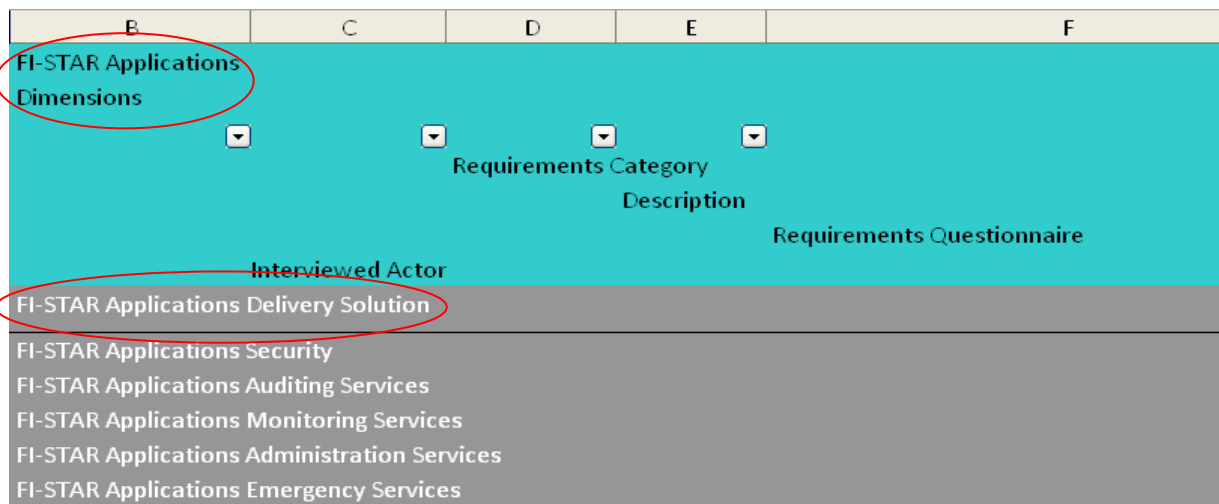 B C D E F
FI-STAR Applications
Dimensions
Requirements Category
Description
Requirements Questionnaire
Interviewed Actor
FI-STAR Applications Delivery Solution
FI-STAR Applications Security
FI-STAR Applications Auditing Services
FI-STAR Applications Monitoring Services
FI-STAR Applications Administration Services
FI-STAR Applications Emergency Services